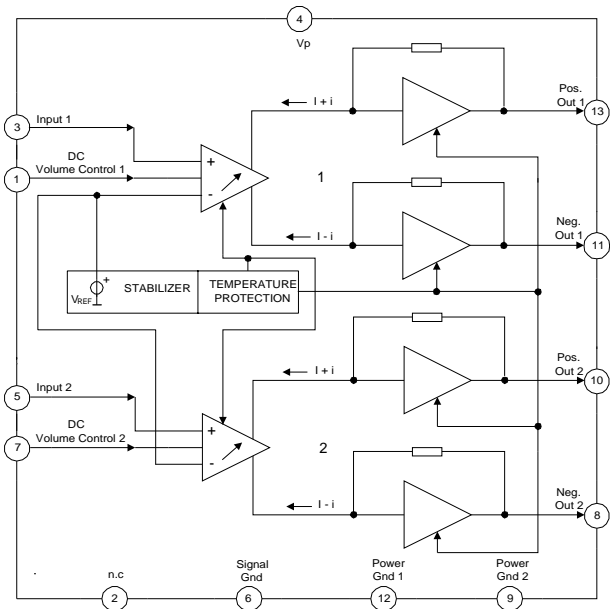 4
Vp
I + i
Pos.
Out 1
13
3
Input 1
DC
Volume Control 1
1
+
-
1
I - i
Neg.
Out 1
11
+
VREF
STABILIZER
TEMPERATURE
PROTECTION
I + i
Pos.
Out 2
10
5
Input 2
DC
Volume Control 2
7
+
-
2
I - i
Neg.
Out 2
8
.
n.c
2
Signal
Gnd
6
Power
Gnd 1
12
Power
Gnd 2
9